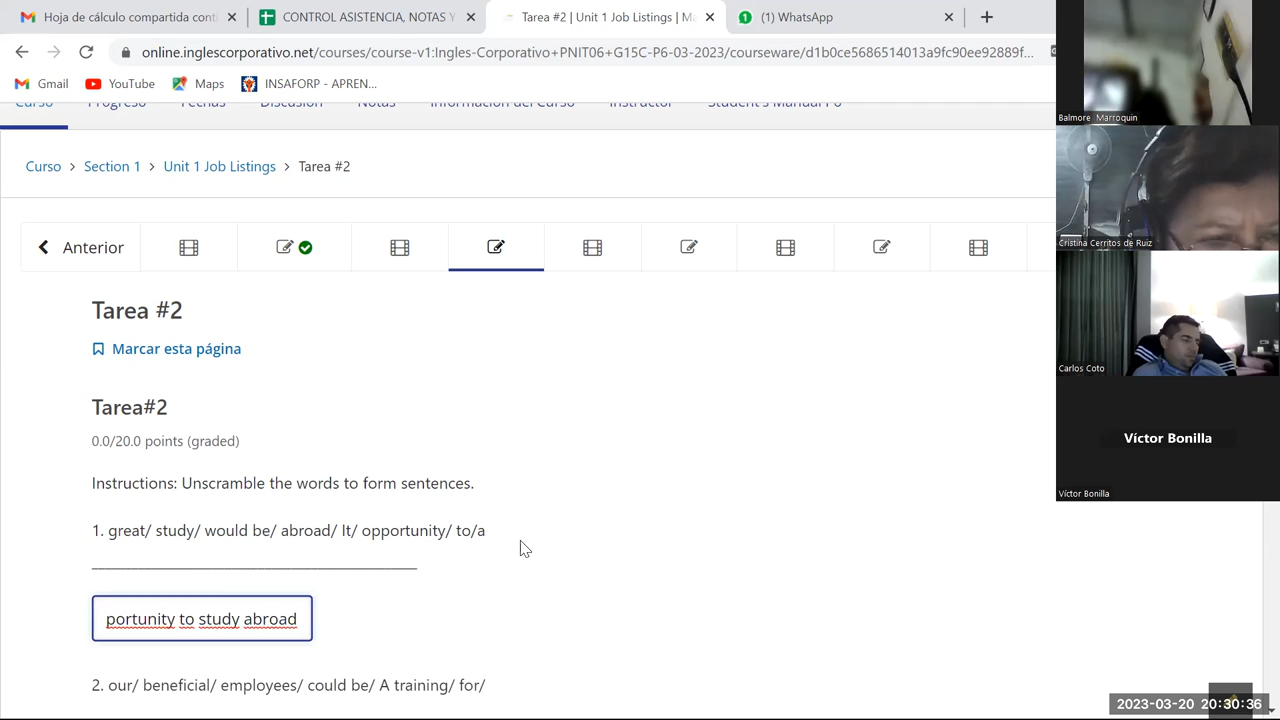 Hoja de cálculo compartida cont
CONTROL ASISTENCIA, NOTAS
Tarea #2 | Unit 1 Job Listings | Ma
(1) WhatsApp
online.inglescorporativo.net/courses/course-v1:Ingles-Corporativo+PNIT06+G15C-P6-03-2023/courseware/d1b0ce5686514013a9fc90ee92889f...
Gmail
YouTube
Maps
INSAFORP - APREN...
Curso
Progreso
Fechas
Discusión
Notas
Información del Curso
Instructor
Student's Manual P6
Curso > Section 1 > Unit 1 Job Listings > Tarea #2
Anterior
Tarea #2
Marcar esta página
Tarea#2
0.0/20.0 points (graded)
Instructions: Unscramble the words to form sentences.
1. great/ study/ would be/ abroad/ It/ opportunity/ to/a
portunity to study abroad
2. our/ beneficial/ employees/ could be/ A training/ for/
Balmore Marroquin
Cristina Cerritos de Ruiz
Carlos Coto
Víctor Bonilla
Víctor Bonilla
2023-03-20 20:30:36